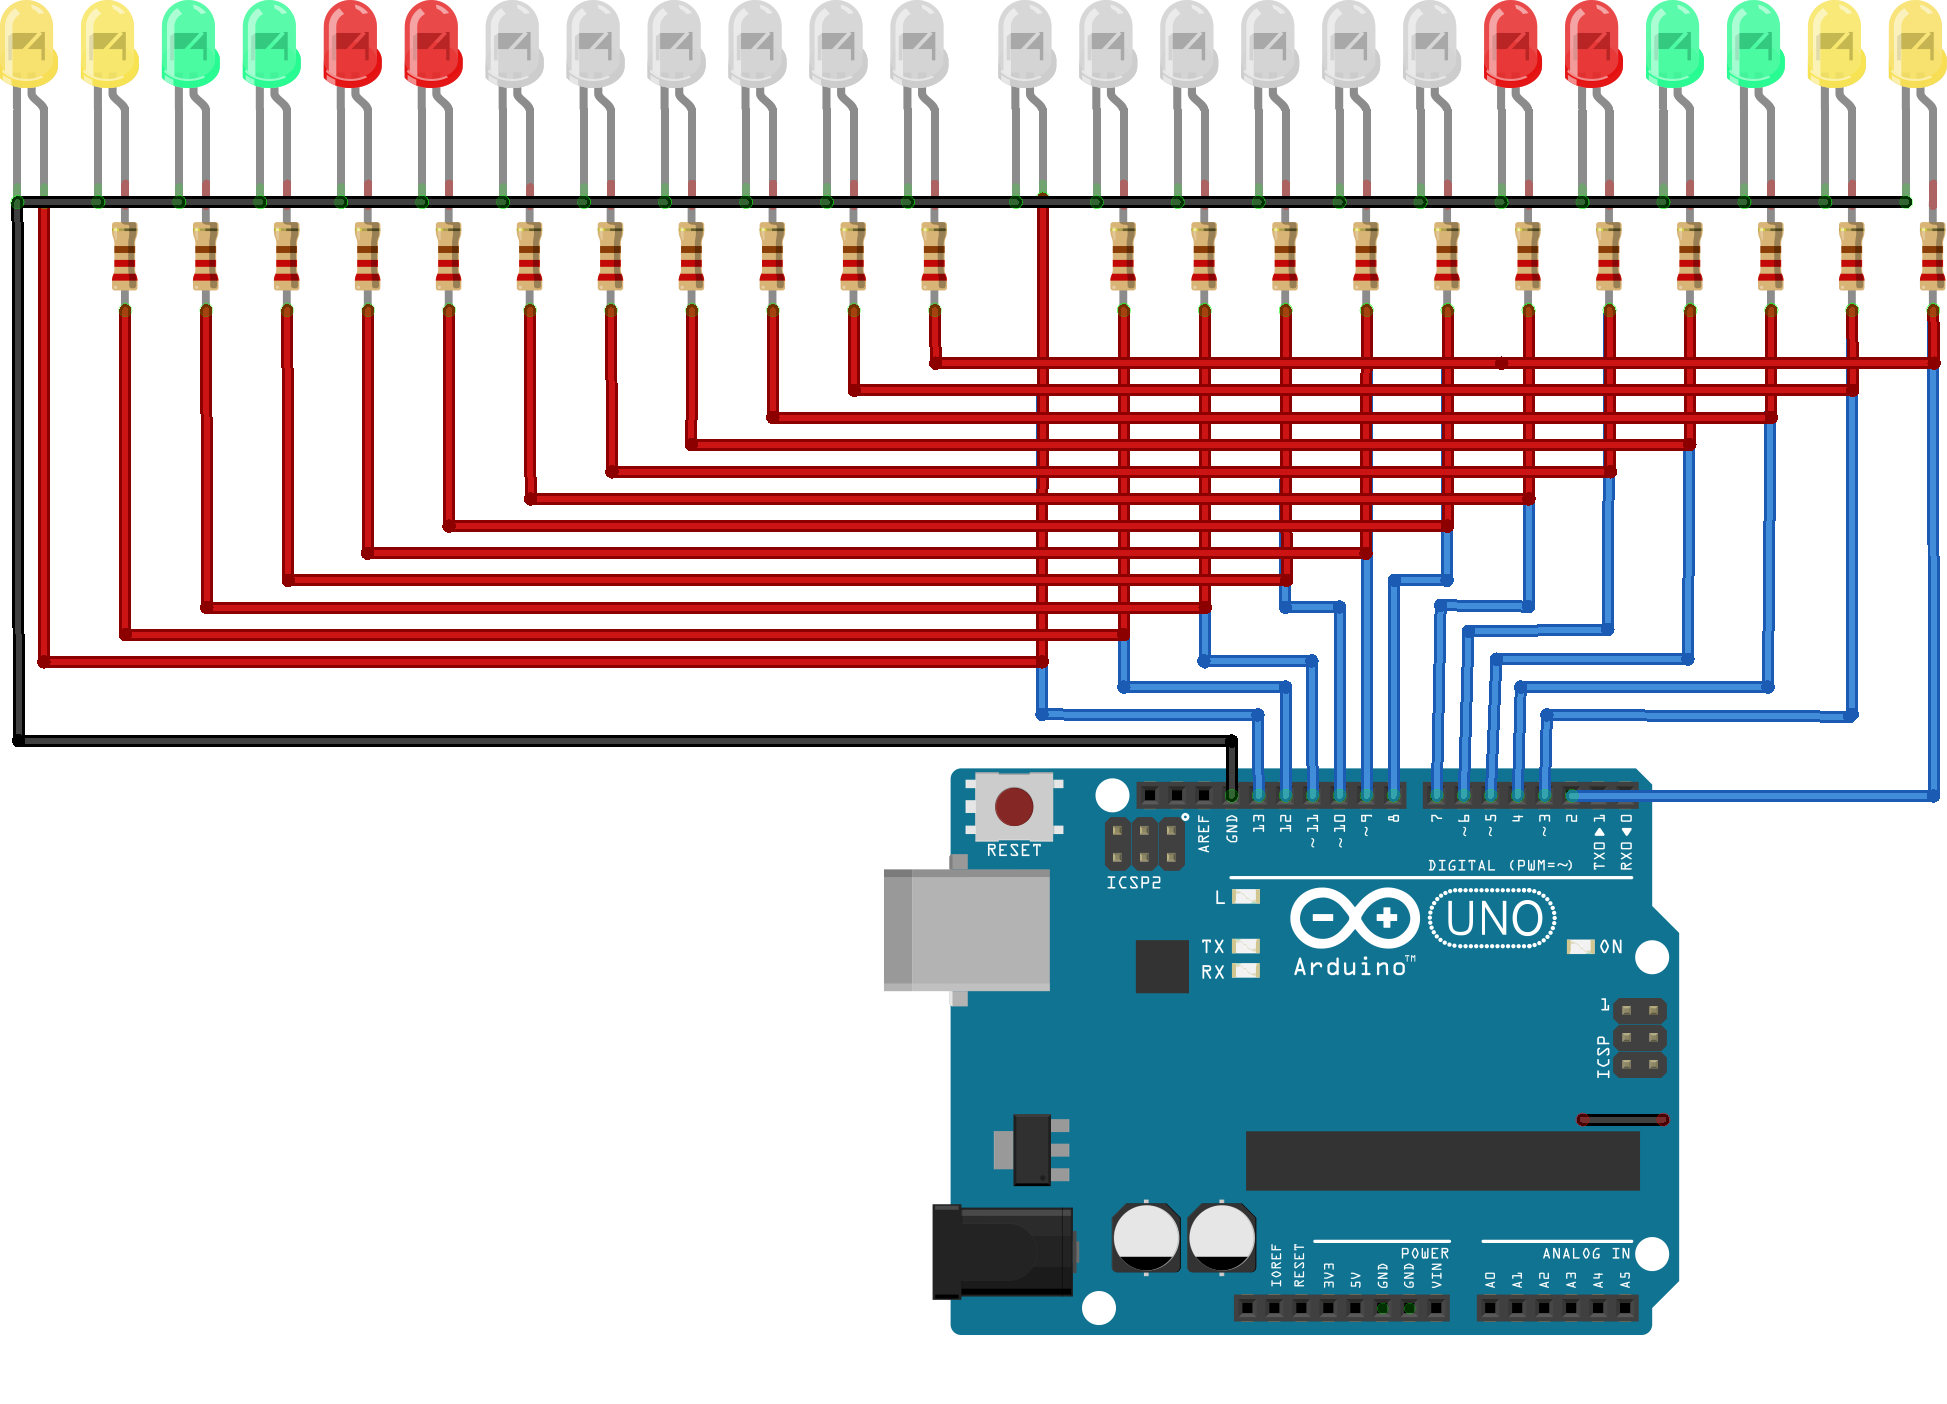 RESET
ICSP2
AREF
GND
13
12
~11
~10
~9
8
7
~6
~5
4
~3
2
TX0▶1
RX0◀0
DIGITAL (PWM=~)
L
TX
RX
UNO
Arduino™
ON
1
ICSP
IOREF
RESET
3V3
5V
GND
GND
VIN
POWER
ANALOG IN
A0
A1
A2
A3
A4
A5